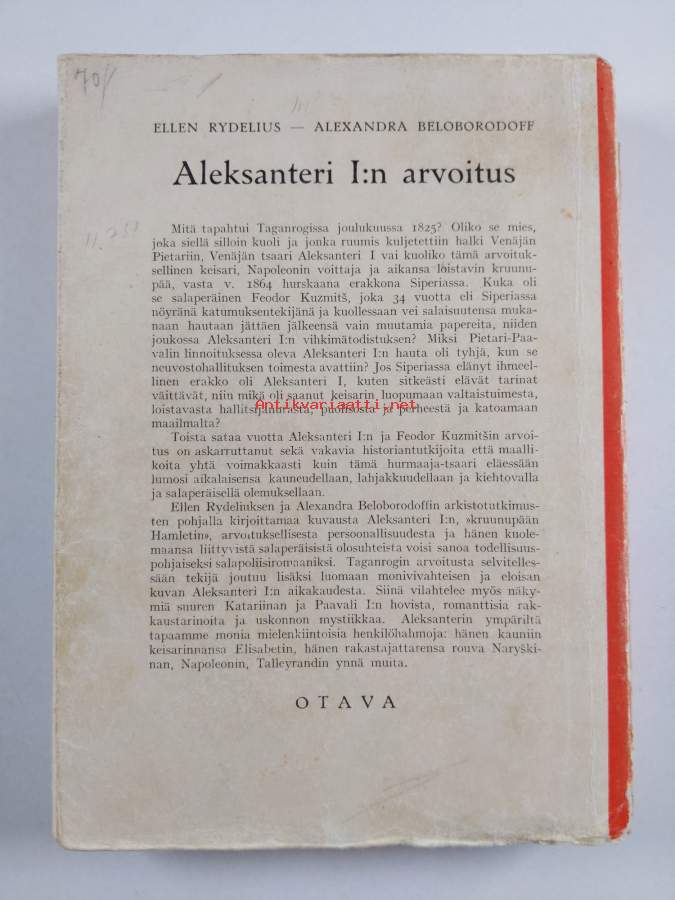 70/
ELLEN RYDELIUS — ALEXANDRA BELOBORODOFF
Aleksanteri I:n arvoitus
Mitä tapahtui Taganrogissa joulukuussa 1825? Oliko se mies,
joka siellä silloin kuoli ja jonka ruumis kuljetettiin halki Venäjän
Pietariin, Venäjän tsaari Aleksanteri I vai kuoliko tämä arvoituk-
sellinen keisari, Napoleonin voittaja ja aikansa loistavin kruunu-
pää, vasta v. 1864 hurskaana erakkona Siperiassa. Kuka oli
se salaperäinen Feodor Kuzmitš, joka 34 vuotta eli Siperiassa
nöyränä katumuksentekijänä ja kuollessaan vei salaisuutensa muka-
naan hautaan jättäen jälkeensä vain muutamia papereita, niiden
joukossa Aleksanteri I:n vihkimätodistuksen? Miksi Pietari-Paa-
valin linnoituksessa oleva Aleksanteri I:n hauta oli tyhjä, kun se
neuvostohallituksen toimesta avattiin? Jos Siperiassa elänyt ihmeel-
linen erakko oli Aleksanteri I, kuten sitkeästi elävät tarinat
väittävät, niin mikä oli saanut keisarin luopumaan valtaistuimesta,
loistavasta hallitsijaurasta, puolisosta ja perheestä ja katoamaan
Antikvariaatti.net
maailmalta?
Toista sataa vuotta Aleksanteri I:n ja Feodor Kuzmitšin arvoi-
tus on askarruttanut sekä vakavia historiantutkijoita että maalli-
koita yhtä voimakkaasti kuin tämä hurmaaja-tsaari eläessään
lumosi aikalaisensa kauneudellaan, lahjakkuudellaan ja kiehtovalla
ja salaperäisellä olemuksellaan.
Ellen Rydeliuksen ja Alexandra Beloborodoffin arkistotutkimus-
ten pohjalla kirjoittamaa kuvausta Aleksanteri I:n, »kruunupään
Hamletin», arvoituksellisesta persoonallisuudesta ja hänen kuole-
maansa liittyvistä salaperäisistä olosuhteista voisi sanoa todellisuus-
pohjaiseksi salapoliisiromaaniksi. Taganrogin arvoitusta selvitelles-
sään tekijä joutuu lisäksi luomaan monivivahteisen ja eloisan
kuvan Aleksanteri I:n aikakaudesta. Siinä vilahtelee myös näky-
miä suuren Katariinan ja Paavali I:n hovista, romanttisia rak-
kaustarinoita ja uskonnon mystiikkaa. Aleksanterin ympäriltä
tapaamme monia mielenkiintoisia henkilöhahmoja: hänen kauniin
keisarinnansa Elisabetin, hänen rakastajattarensa rouva Naryški-
nan, Napoleonin, Talleyrandin ynnä muita.
OTAVA